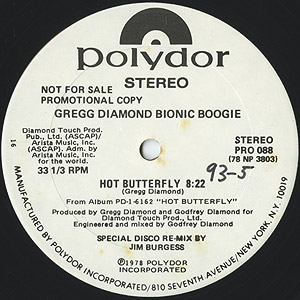 polydor
STEREO
NOT FOR SALE
PROMOTIONAL COPY
GREGG DIAMOND BIONIC BOOGIE
Diamond Touch Prod.
Pub., Ltd. (ASCAP)/
Arista Music, Inc.
(ASCAP), Adm. by
Arista Music, Inc.
for the world.
33 1/3 RPM
STEREO
PRO 088
(78 NP 3803)
93-5
16
HOT BUTTERFLY 8:22
(Gregg Diamond)
From Album PD-1-6162 "HOT BUTTERFLY"
Produced by Gregg Diamond and Godfrey Diamond for
Diamond Touch Productions, Ltd.
Engineered and mixed by Godfrey Diamond
SPECIAL DISCO RE-MIX BY
JIM BURGESS
℗1978 POLYDOR
INCORPORATED
MANUFACTURED BY POLYDOR INCORPORATED/810 SEVENTH AVENUE/NEW YORK, N.Y. 10019